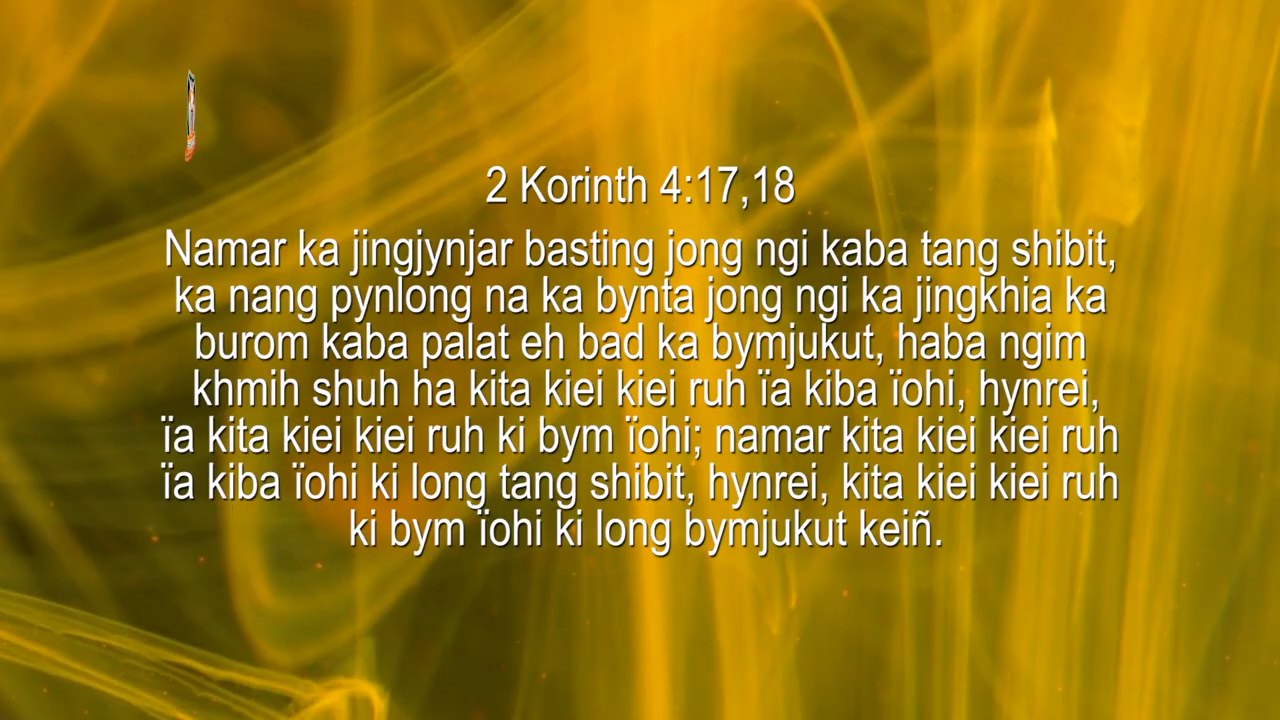 2 Korinth 4:17,18
Namar ka jingjynjar basting jong ngi kaba tang shibit,
ka nang pynlong na ka bynta jong ngi ka jingkhia ka
burom kaba palat eh bad ka bymjukut, haba ngim
khmih shuh ha kita kiei kiei ruh ïa kiba ïohi, hynrei,
ïa kita kiei kiei ruh ki bym ïohi; namar kita kiei kiei ruh
ïa kiba ïohi ki long tang shibit, hynrei, kita kiei kiei ruh
ki bym ïohi ki long bymjukut keiñ.